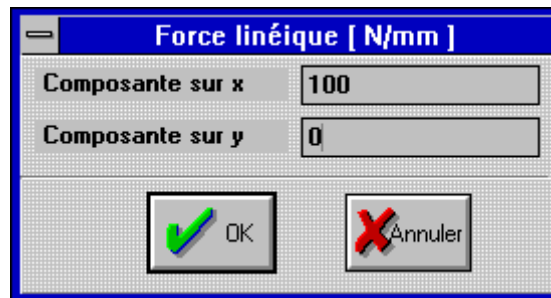 Force linéique [ N/mm ]
Composante sur x 100
Composante sur y 0
OK Annuler